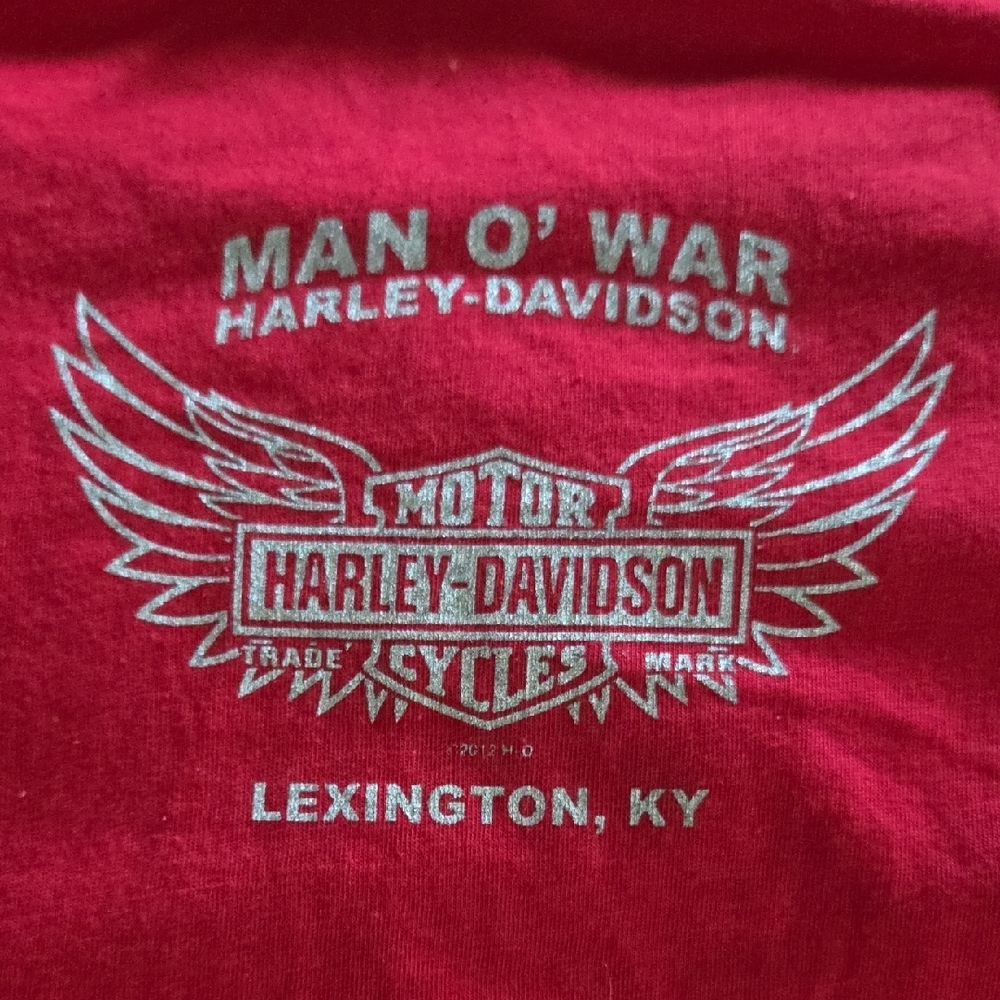 MAN O' WAR
HARLEY-DAVIDSON
MOTOR
HARLEY-DAVIDSON
TRADE CYCLES MARK
©2012 H-D
LEXINGTON, KY